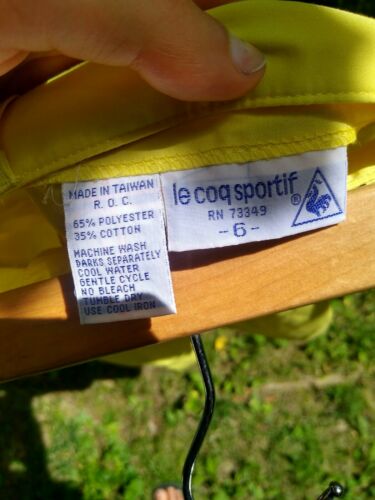 MADE IN TAIWAN
R. O. C.
65% POLYESTER
35% COTTON
MACHINE WASH
DARKS SEPARATELY
COOL WATER
GENTLE CYCLE
NO BLEACH
TUMBLE DRY
USE COOL IRON
le coq sportif ®
RN 73349
-6-